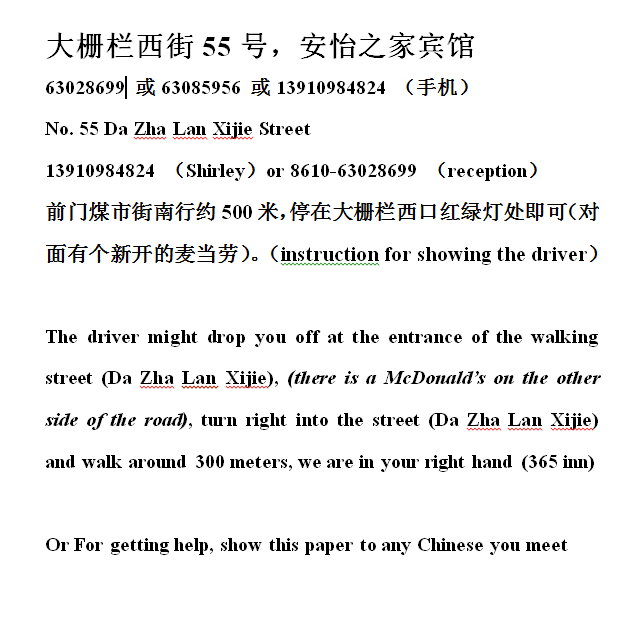 大栅栏西街 55 号，安怡之家宾馆
63028699 或 63085956 或 13910984824 （手机）
No. 55 Da Zha Lan Xijie Street
13910984824 （Shirley）or 8610-63028699 （reception）
前门煤市街南行约 500 米，停在大栅栏西口红绿灯处即可（对
面有个新开的麦当劳）。（instruction for showing the driver）
The driver might drop you off at the entrance of the walking
street (Da Zha Lan Xijie), (there is a McDonald's on the other
side of the road), turn right into the street (Da Zha Lan Xijie)
and walk around 300 meters, we are in your right hand (365 inn)
Or For getting help, show this paper to any Chinese you meet